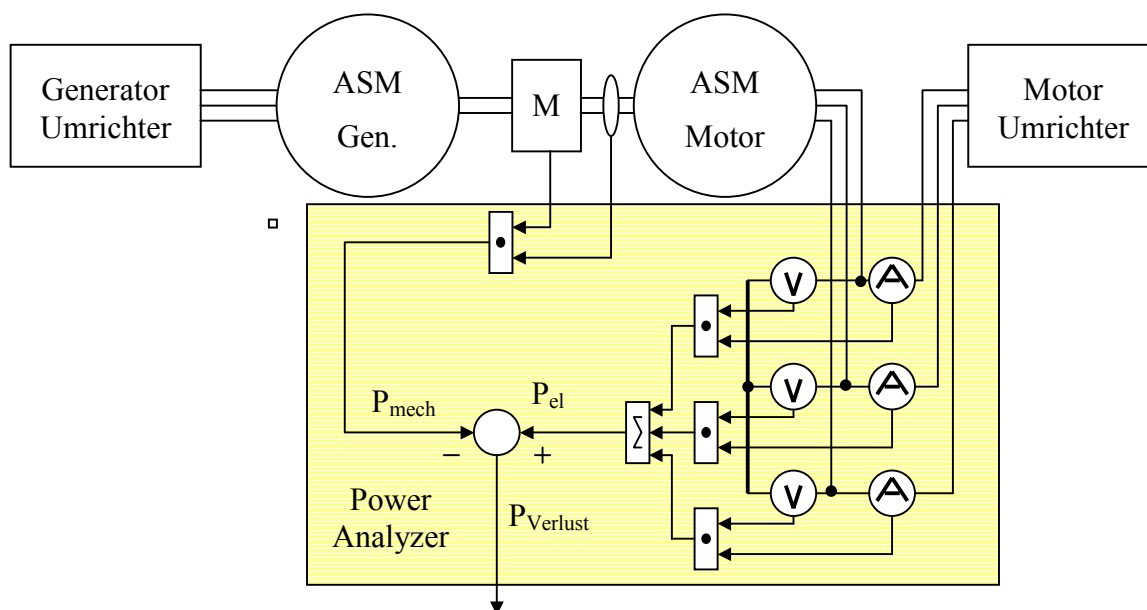 Generator
Umrichter
ASM
Gen.
M
ASM
Motor
Motor
Umrichter
V
A
V
A
V
A
P_mech
P_el
−
+
Σ
P_Verlust
Power
Analyzer